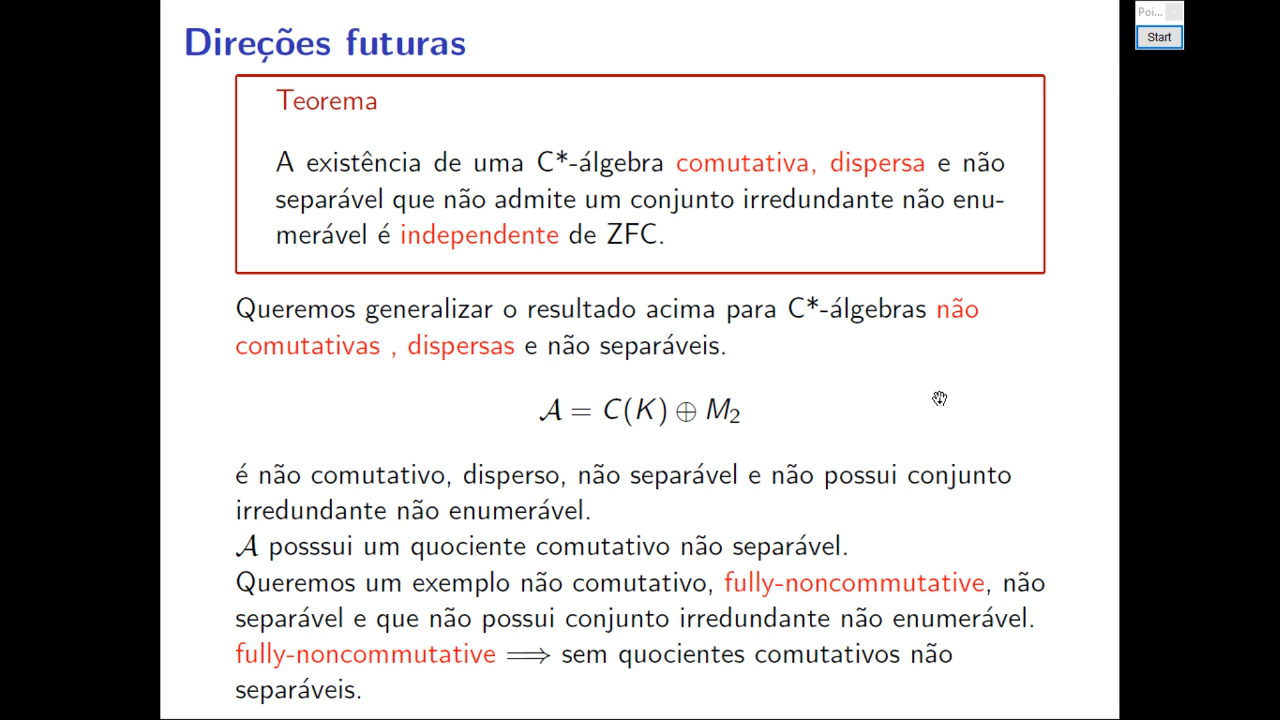 Direções futuras
Poi...
Start
Teorema
A existência de uma C*-álgebra comutativa, dispersa e não
separável que não admite um conjunto irredundante não enu-
merável é independente de ZFC.
Queremos generalizar o resultado acima para C*-álgebras não
comutativas , dispersas e não separáveis.
𝒜 = C(K) ⊕ M₂
é não comutativo, disperso, não separável e não possui conjunto
irredundante não enumerável.
𝒜 posssui um quociente comutativo não separável.
Queremos um exemplo não comutativo, fully-noncommutative, não
separável e que não possui conjunto irredundante não enumerável.
fully-noncommutative ⟹ sem quocientes comutativos não
separáveis.